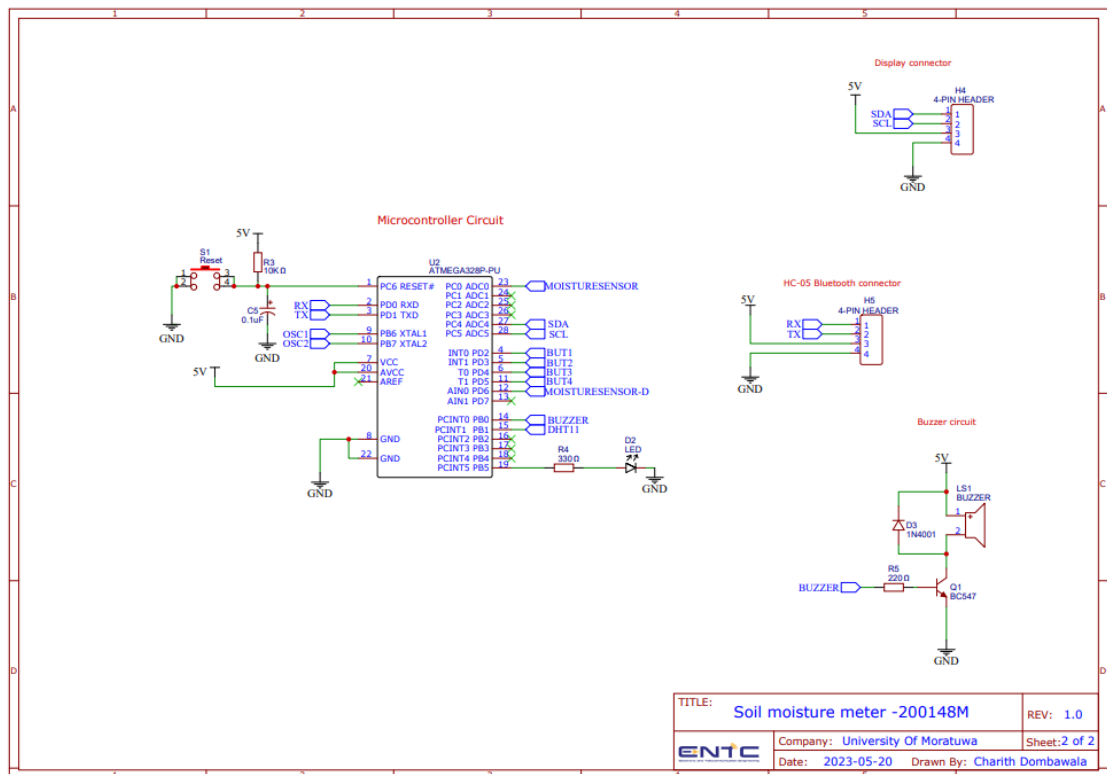 1 2 3 4 5
A
B
C
D
A
B
C
D
Display connector
5V
H4
4-PIN HEADER
SDA 1 1
SCL 2 2
3 3
4 4
GND
Microcontroller Circuit
5V
S1
Reset
1 3
2 4
R3
10KΩ
C5
0.1uF
+
GND
GND
U2
ATMEGA328P-PU
1 PC6 RESET# PC0 ADC0 23 MOISTURESENSOR
PC1 ADC1 24
RX 2 PD0 RXD PC2 ADC2 25
TX 3 PD1 TXD PC3 ADC3 26
PC4 ADC4 27 SDA
OSC1 9 PB6 XTAL1 PC5 ADC5 28 SCL
OSC2 10 PB7 XTAL2
INT0 PD2 4 BUT1
7 VCC INT1 PD3 5 BUT2
5V 20 AVCC T0 PD4 6 BUT3
21 AREF T1 PD5 11 BUT4
AIN0 PD6 12 MOISTURESENSOR-D
AIN1 PD7 13
PCINT0 PB0 14 BUZZER
PCINT1 PB1 15 DHT11
8 GND PCINT2 PB2 16
PCINT3 PB3 17
22 GND PCINT4 PB4 18
PCINT5 PB5 19
GND
R4
330Ω
D2
LED
GND
HC-05 Bluetooth connector
5V
H5
4-PIN HEADER
RX 1 1
TX 2 2
3 3
4 4
GND
Buzzer circuit
5V
LS1
BUZZER
1 +
2
D3
1N4001
R5
220Ω
BUZZER
Q1
BC547
GND
TITLE:
Soil moisture meter -200148M
REV: 1.0
ENTC
Company: University Of Moratuwa
Sheet: 2 of 2
Date: 2023-05-20 Drawn By: Charith Dombawala
1 2 3 4 5